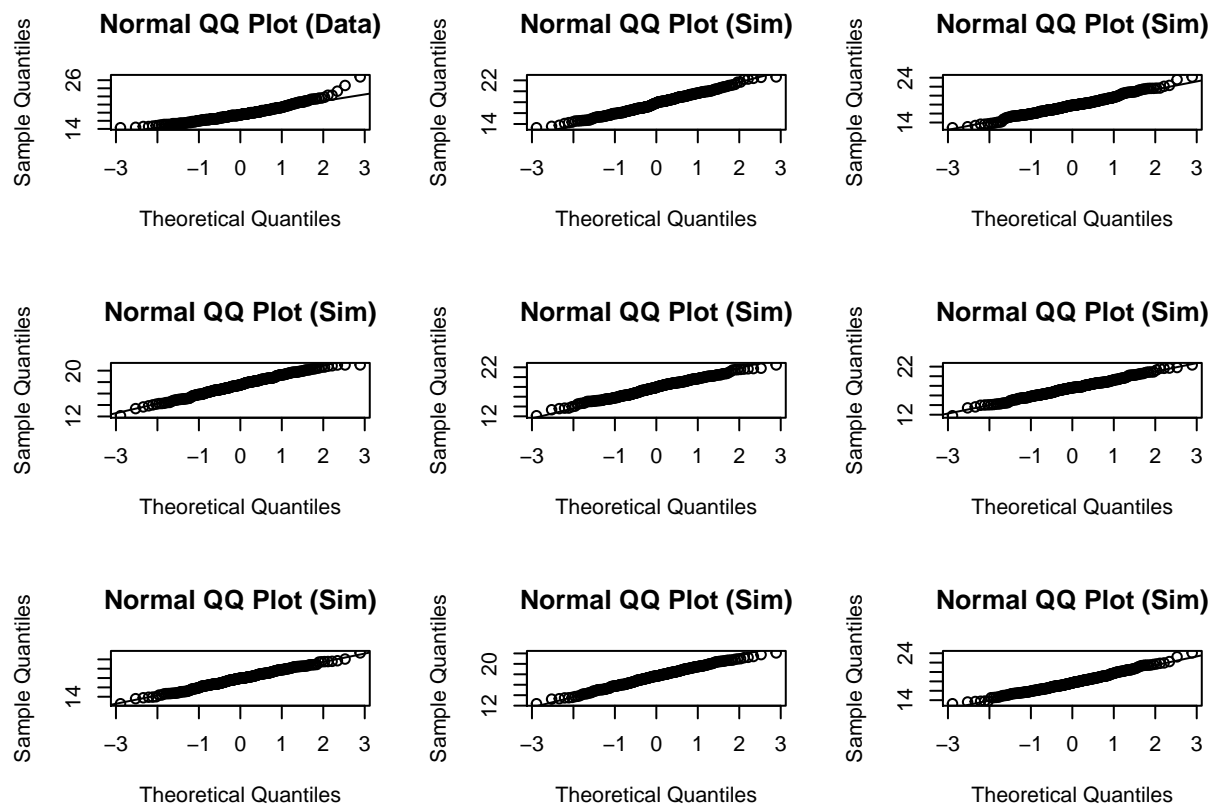 Normal QQ Plot (Data)
Sample Quantiles
14 26
−3 −1 0 1 2 3
Theoretical Quantiles
Normal QQ Plot (Sim)
Sample Quantiles
14 22
−3 −1 0 1 2 3
Theoretical Quantiles
Normal QQ Plot (Sim)
Sample Quantiles
14 24
−3 −1 0 1 2 3
Theoretical Quantiles
Normal QQ Plot (Sim)
Sample Quantiles
12 20
−3 −1 0 1 2 3
Theoretical Quantiles
Normal QQ Plot (Sim)
Sample Quantiles
12 22
−3 −1 0 1 2 3
Theoretical Quantiles
Normal QQ Plot (Sim)
Sample Quantiles
12 22
−3 −1 0 1 2 3
Theoretical Quantiles
Normal QQ Plot (Sim)
Sample Quantiles
14
−3 −1 0 1 2 3
Theoretical Quantiles
Normal QQ Plot (Sim)
Sample Quantiles
12 20
−3 −1 0 1 2 3
Theoretical Quantiles
Normal QQ Plot (Sim)
Sample Quantiles
14 24
−3 −1 0 1 2 3
Theoretical Quantiles